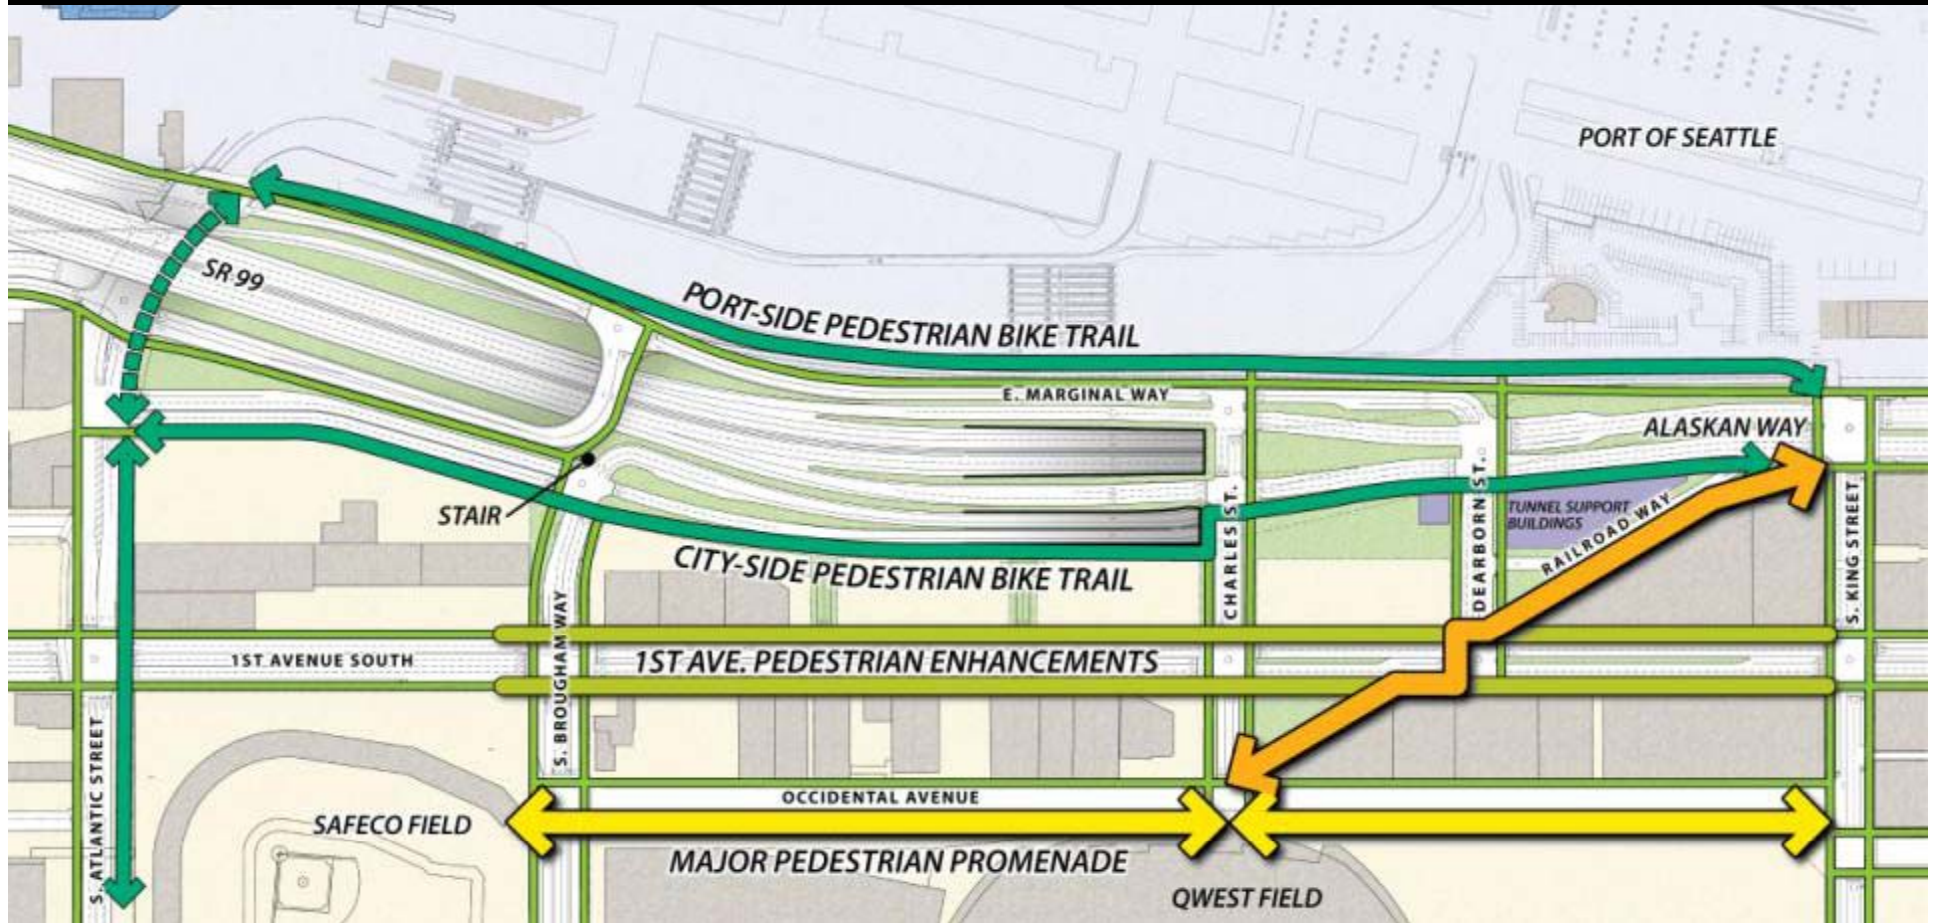 PORT OF SEATTLE
SR 99
PORT-SIDE PEDESTRIAN BIKE TRAIL
E. MARGINAL WAY
ALASKAN WAY
STAIR
TUNNEL SUPPORT
BUILDINGS
RAILROAD WAY
CITY-SIDE PEDESTRIAN BIKE TRAIL
CHARLES ST.
DEARBORN ST.
S. KING STREET
1ST AVENUE SOUTH
S. BROUGHAM WAY
1ST AVE. PEDESTRIAN ENHANCEMENTS
S. ATLANTIC STREET
OCCIDENTAL AVENUE
SAFECO FIELD
MAJOR PEDESTRIAN PROMENADE
QWEST FIELD